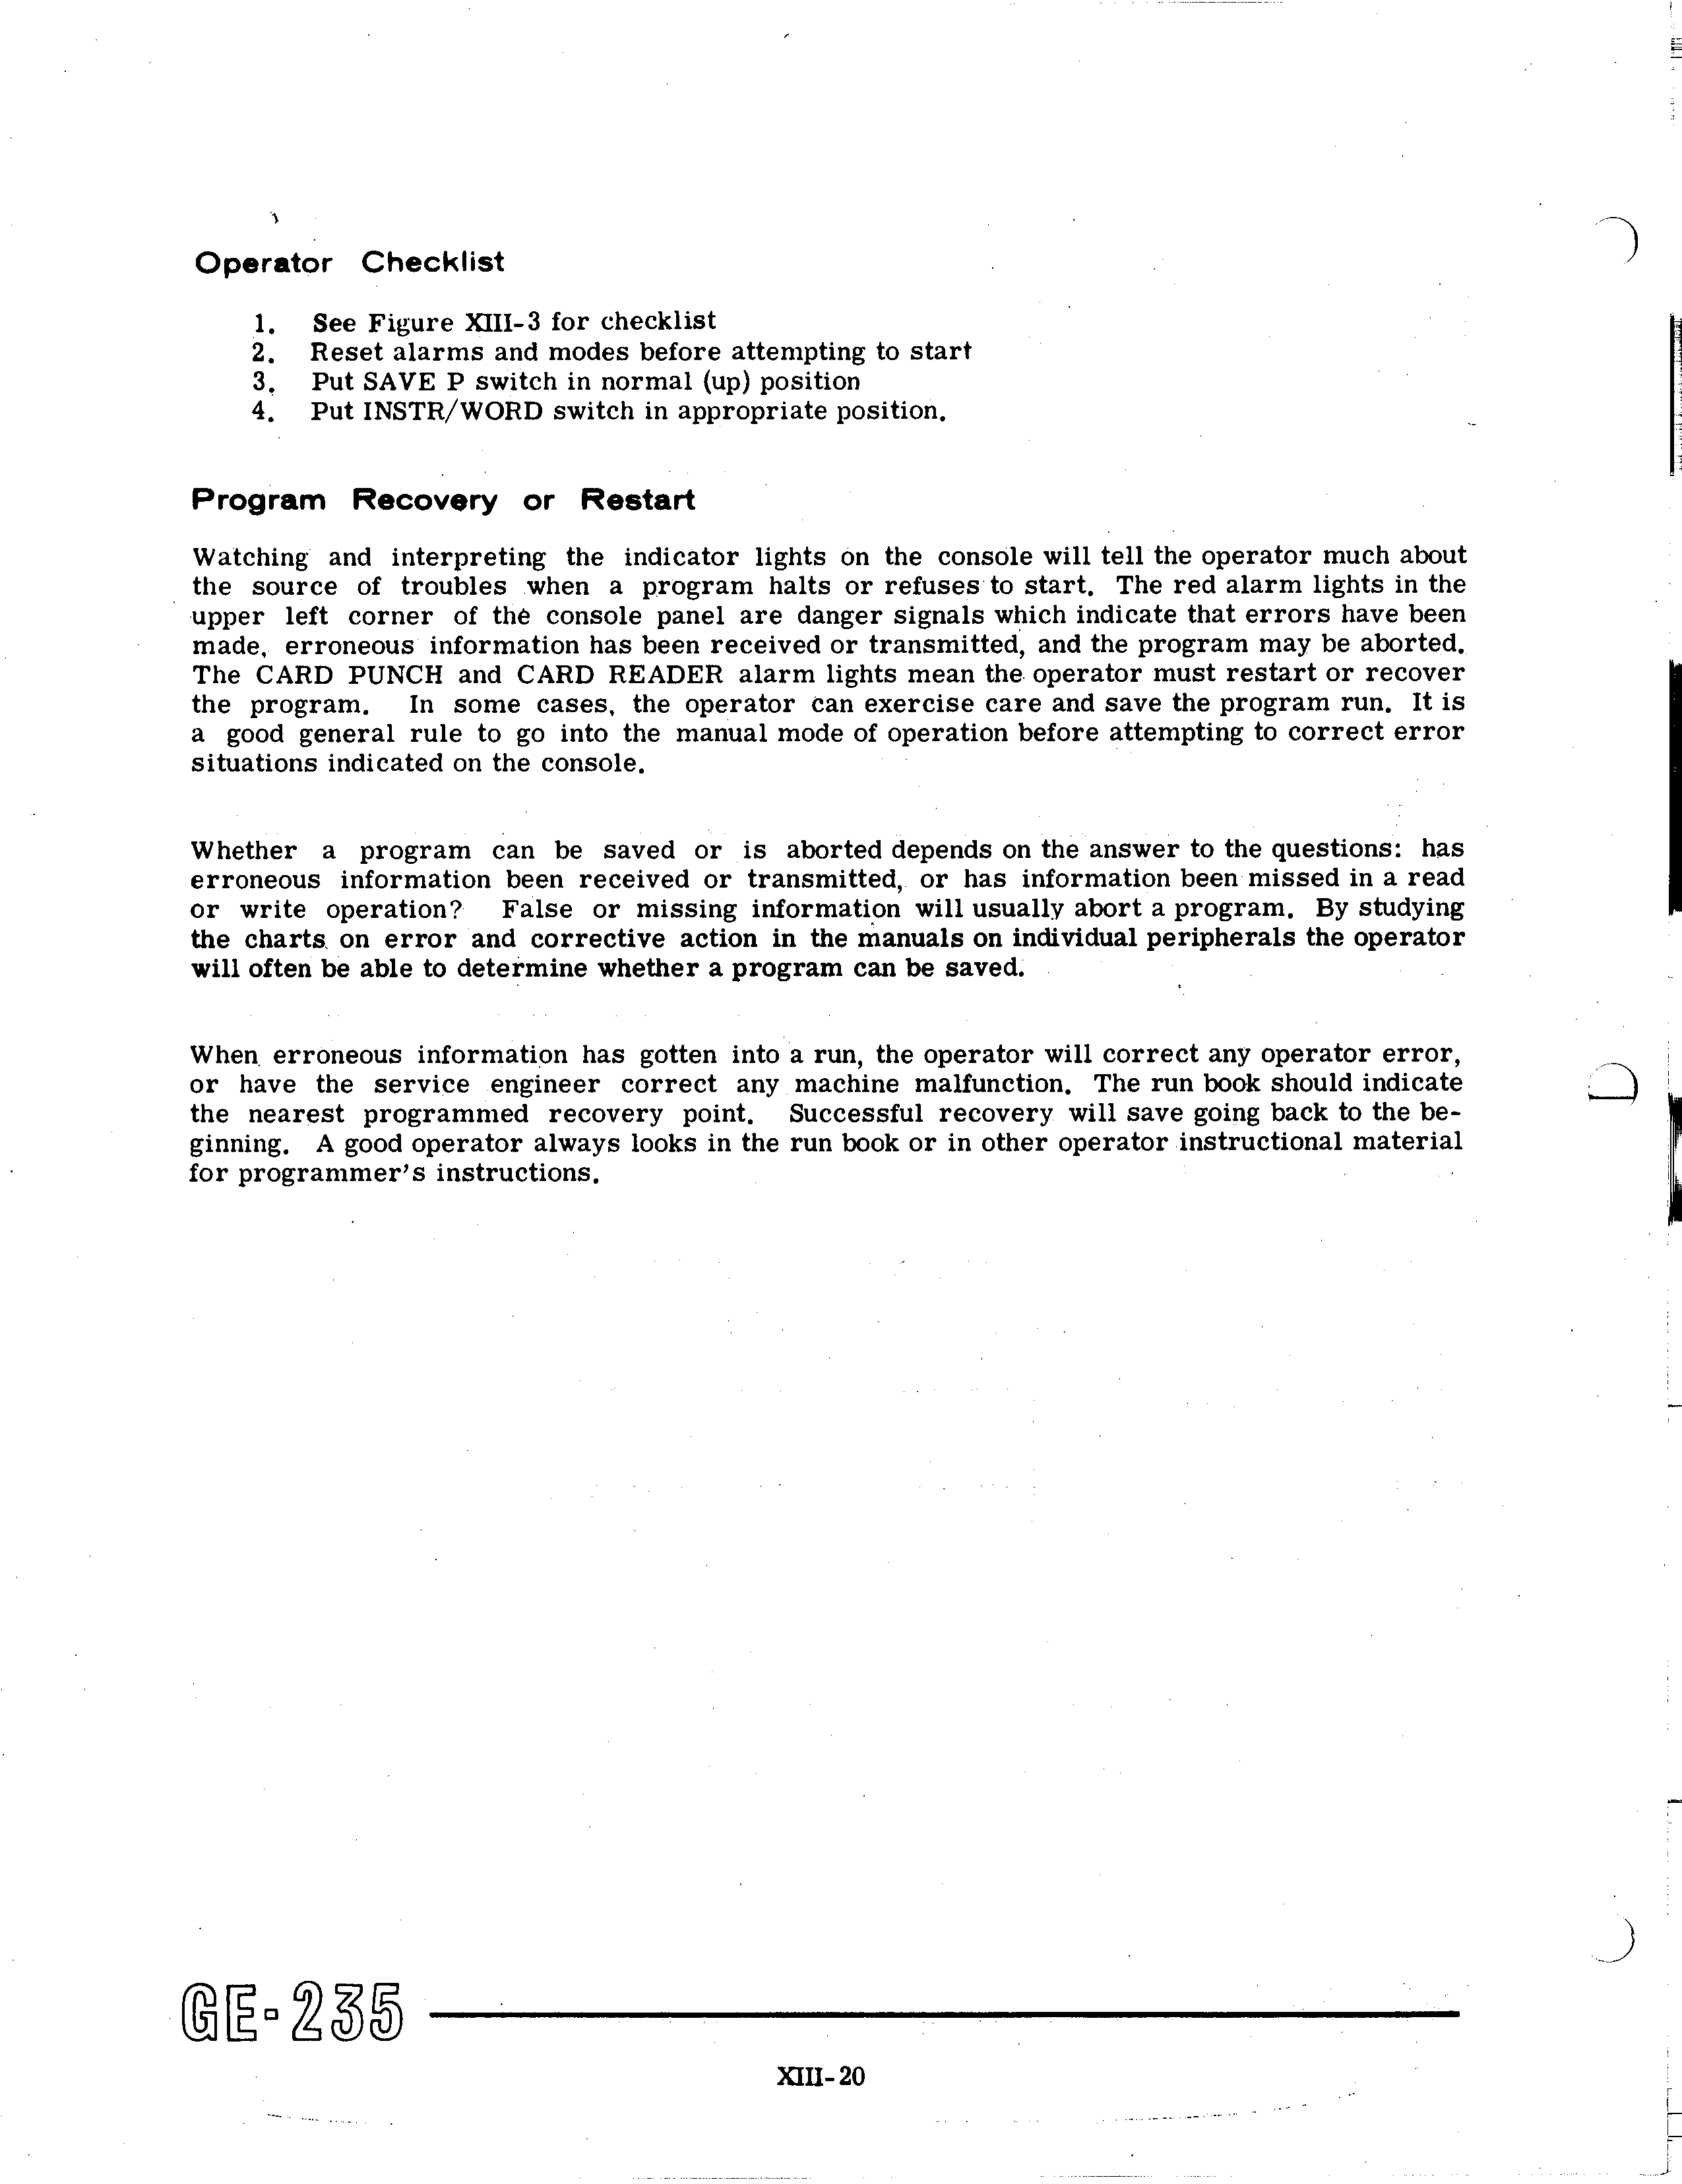 Operator Checklist
1. See Figure XIII-3 for checklist
2. Reset alarms and modes before attempting to start
3. Put SAVE P switch in normal (up) position
4. Put INSTR/WORD switch in appropriate position.
Program Recovery or Restart
Watching and interpreting the indicator lights on the console will tell the operator much about
the source of troubles when a program halts or refuses to start. The red alarm lights in the
upper left corner of the console panel are danger signals which indicate that errors have been
made, erroneous information has been received or transmitted, and the program may be aborted.
The CARD PUNCH and CARD READER alarm lights mean the operator must restart or recover
the program. In some cases, the operator can exercise care and save the program run. It is
a good general rule to go into the manual mode of operation before attempting to correct error
situations indicated on the console.
Whether a program can be saved or is aborted depends on the answer to the questions: has
erroneous information been received or transmitted, or has information been missed in a read
or write operation? False or missing information will usually abort a program. By studying
the charts on error and corrective action in the manuals on individual peripherals the operator
will often be able to determine whether a program can be saved.
When erroneous information has gotten into a run, the operator will correct any operator error,
or have the service engineer correct any machine malfunction. The run book should indicate
the nearest programmed recovery point. Successful recovery will save going back to the be-
ginning. A good operator always looks in the run book or in other operator instructional material
for programmer's instructions.
GE-235
XIII-20